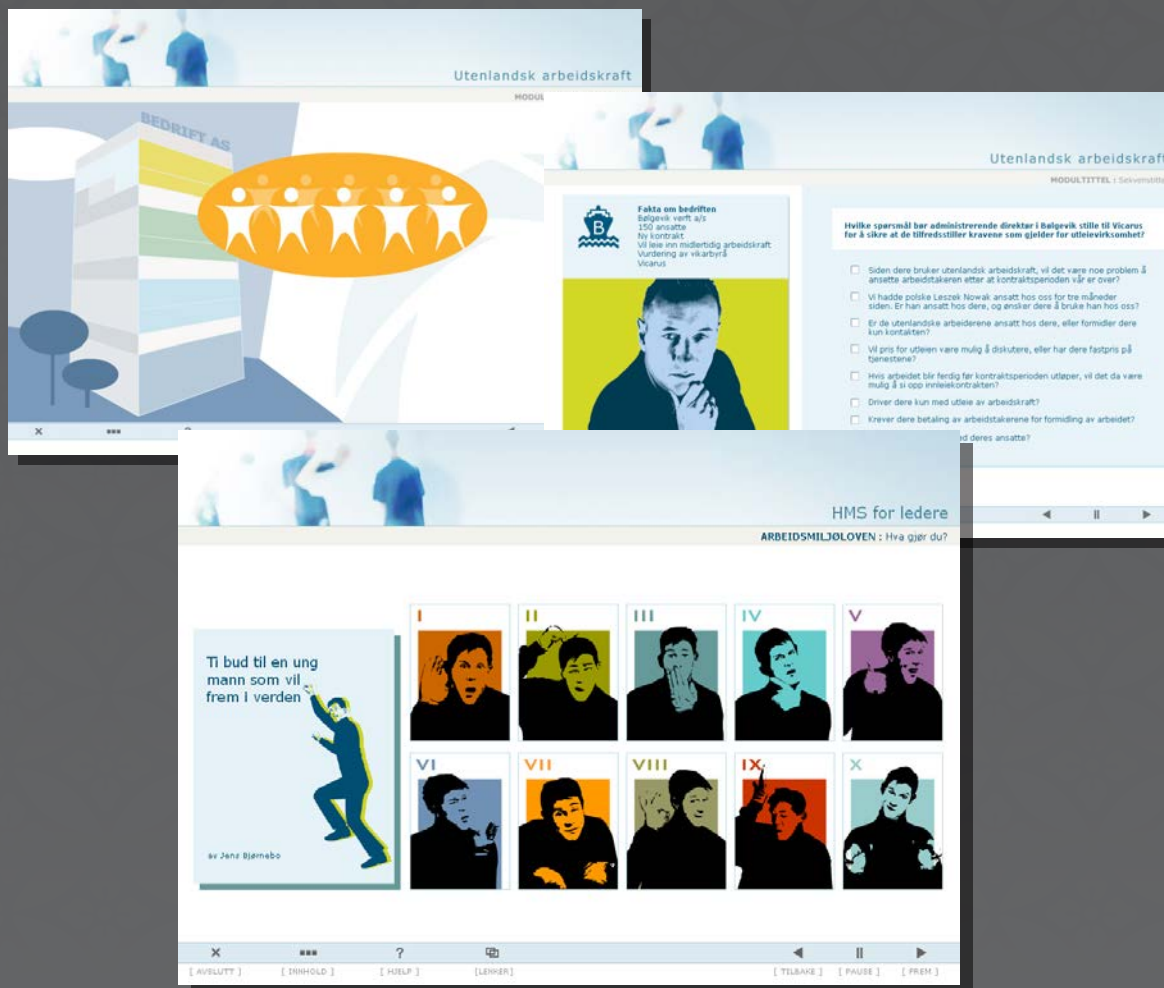 Utenlandsk arbeidskraft
BEDRIFT AS
Utenlandsk arbeidskraft
MODULTITTEL :
Fakta om bedriften
Bølgevik verft a/s
150 ansatte
Ny kontrakt
Vil leie inn midlertidig arbeidskraft
Vurdering av vikarbyrå
Vicarus
B
Hvilke spørsmål bør administrerende direktør i Bølgevik stille til Vicarus
for å sikre at de tilfredsstiller kravene som gjelder for utleievirksomhet?
Siden dere bruker utenlandsk arbeidskraft, vil det være noe problem å
ansette arbeidstakeren etter at kontraktsperioden vår er over?
Vi hadde polske Leszek Nowak ansatt hos oss for tre måneder
siden. Er han ansatt hos dere, og ønsker dere å bruke han hos oss?
Er de utenlandske arbeiderene ansatt hos dere, eller formidler dere
kun kontakten?
Vil pris for utleien være mulig å diskutere, eller har dere fastpris på
tjenestene?
Hvis arbeidet blir ferdig før kontraktsperioden utløper, vil det da være
mulig å si opp innleiekontrakten?
Driver dere kun med utleie av arbeidskraft?
Krever dere betaling av arbeidstakerene for formidling av arbeidet?
deres ansatte?
HMS for ledere
ARBEIDSMILJØLOVEN : Hva gjør du?
Ti bud til en ung
mann som vil
frem i verden
av Jens Bjørnebo
I II III IV V
VI VII VIII IX X
?
[ AVSLUTT ] [ INNHOLD ] [ HJELP ] [LENKER] [ TILBAKE ] [ PAUSE ] [ FREM ]